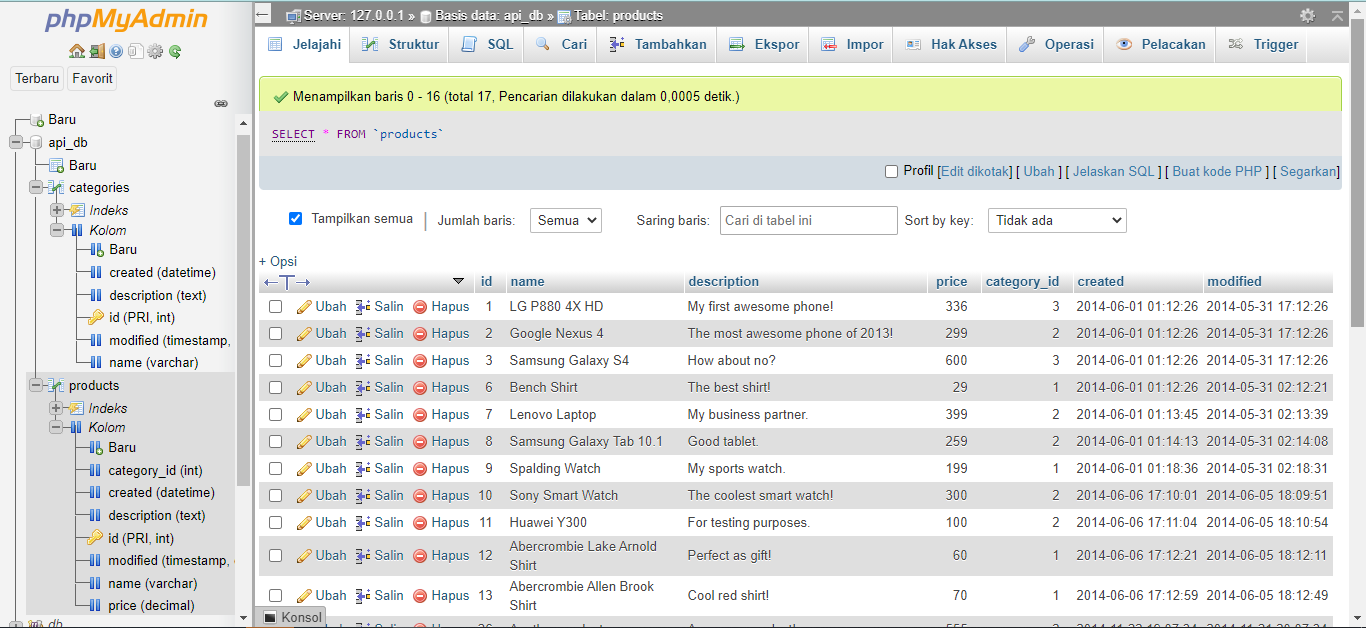 phpMyAdmin
Terbaru Favorit
Baru
api_db
Baru
categories
Indeks
Kolom
Baru
created (datetime)
description (text)
id (PRI, int)
modified (timestamp,
name (varchar)
products
Indeks
Kolom
Baru
category_id (int)
created (datetime)
description (text)
id (PRI, int)
modified (timestamp,
name (varchar)
price (decimal)
Server: 127.0.0.1 » Basis data: api_db » Tabel: products
Jelajahi Struktur SQL Cari Tambahkan Ekspor Impor Hak Akses Operasi Pelacakan Trigger
Menampilkan baris 0 - 16 (total 17, Pencarian dilakukan dalam 0,0005 detik.)
SELECT * FROM `products`
Profil [Edit dikotak] [ Ubah ] [ Jelaskan SQL ] [ Buat kode PHP ] [ Segarkan]
Tampilkan semua | Jumlah baris: Semua Saring baris: Cari di tabel ini Sort by key: Tidak ada
+ Opsi
←T→ id name description price category_id created modified
Ubah Salin Hapus 1 LG P880 4X HD My first awesome phone! 336 3 2014-06-01 01:12:26 2014-05-31 17:12:26
Ubah Salin Hapus 2 Google Nexus 4 The most awesome phone of 2013! 299 2 2014-06-01 01:12:26 2014-05-31 17:12:26
Ubah Salin Hapus 3 Samsung Galaxy S4 How about no? 600 3 2014-06-01 01:12:26 2014-05-31 17:12:26
Ubah Salin Hapus 6 Bench Shirt The best shirt! 29 1 2014-06-01 01:12:26 2014-05-31 02:12:21
Ubah Salin Hapus 7 Lenovo Laptop My business partner. 399 2 2014-06-01 01:13:45 2014-05-31 02:13:39
Ubah Salin Hapus 8 Samsung Galaxy Tab 10.1 Good tablet. 259 2 2014-06-01 01:14:13 2014-05-31 02:14:08
Ubah Salin Hapus 9 Spalding Watch My sports watch. 199 1 2014-06-01 01:18:36 2014-05-31 02:18:31
Ubah Salin Hapus 10 Sony Smart Watch The coolest smart watch! 300 2 2014-06-06 17:10:01 2014-06-05 18:09:51
Ubah Salin Hapus 11 Huawei Y300 For testing purposes. 100 2 2014-06-06 17:11:04 2014-06-05 18:10:54
Ubah Salin Hapus 12 Abercrombie Lake Arnold Shirt Perfect as gift! 60 1 2014-06-06 17:12:21 2014-06-05 18:12:11
Ubah Salin Hapus 13 Abercrombie Allen Brook Shirt Cool red shirt! 70 1 2014-06-06 17:12:59 2014-06-05 18:12:49
Konsol